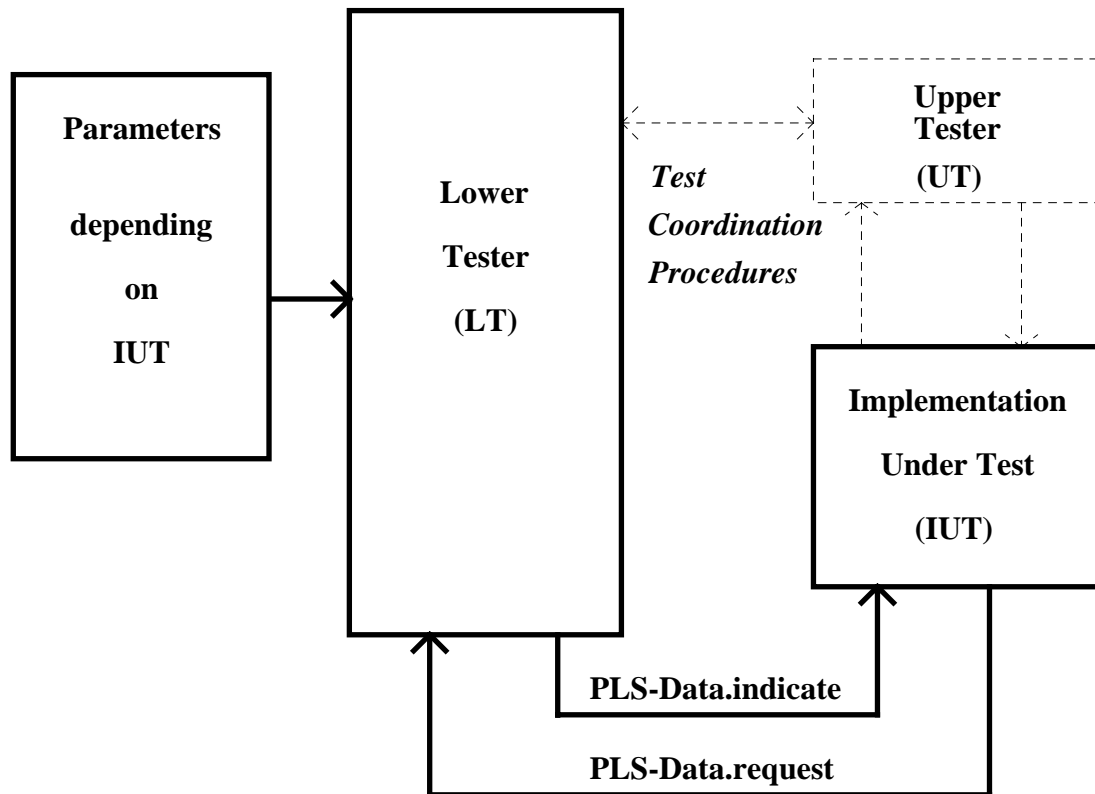 Parameters
depending
on
IUT
Lower
Tester
(LT)
Test
Coordination
Procedures
Upper
Tester
(UT)
Implementation
Under Test
(IUT)
PLS-Data.indicate
PLS-Data.request